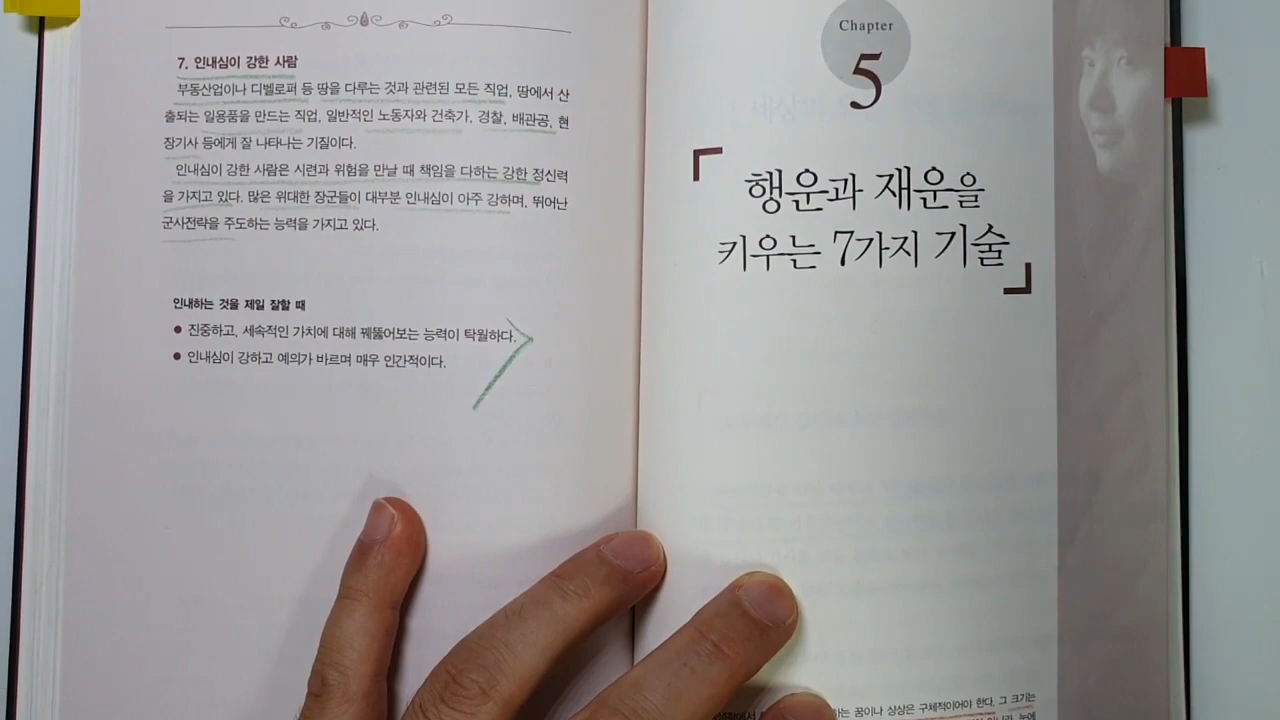 7. 인내심이 강한 사람
부동산업이나 디벨로퍼 등 땅을 다루는 것과 관련된 모든 직업, 땅에서 산
출되는 일용품을 만드는 직업, 일반적인 노동자와 건축가, 경찰, 배관공, 현
장기사 등에게 잘 나타나는 기질이다.
인내심이 강한 사람은 시련과 위험을 만날 때 책임을 다하는 강한 정신력
을 가지고 있다. 많은 위대한 장군들이 대부분 인내심이 아주 강하며, 뛰어난
군사전략을 주도하는 능력을 가지고 있다.
인내하는 것을 제일 잘할 때
● 진중하고, 세속적인 가치에 대해 꿰뚫어보는 능력이 탁월하다.
● 인내심이 강하고 예의가 바르며 매우 인간적이다.
Chapter
5
행운과 재운을
키우는 7가지 기술
하는 꿈이나 상상은 구체적이어야 한다. 그 크기는